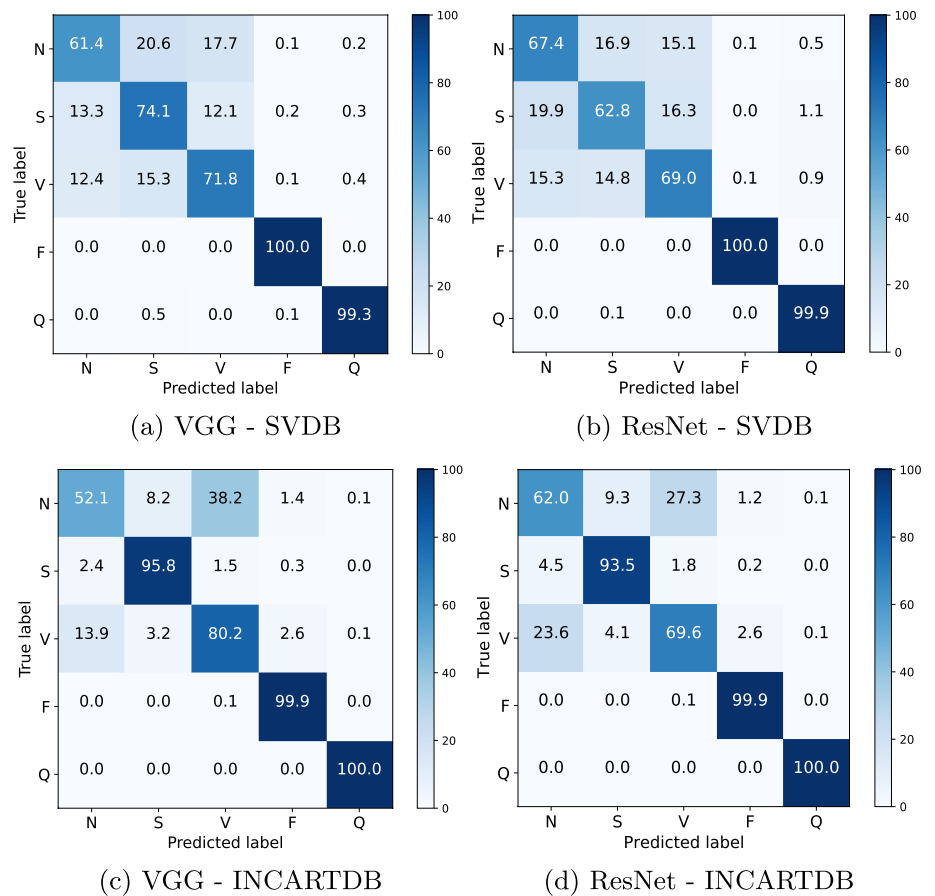 N 61.4 20.6 17.7 0.1 0.2
S 13.3 74.1 12.1 0.2 0.3
V 12.4 15.3 71.8 0.1 0.4
F 0.0 0.0 0.0 100.0 0.0
Q 0.0 0.5 0.0 0.1 99.3
N S V F Q
Predicted label
True label
100
80
60
40
20
0
(a) VGG - SVDB
N 67.4 16.9 15.1 0.1 0.5
S 19.9 62.8 16.3 0.0 1.1
V 15.3 14.8 69.0 0.1 0.9
F 0.0 0.0 0.0 100.0 0.0
Q 0.0 0.1 0.0 0.0 99.9
N S V F Q
Predicted label
True label
100
80
60
40
20
0
(b) ResNet - SVDB
N 52.1 8.2 38.2 1.4 0.1
S 2.4 95.8 1.5 0.3 0.0
V 13.9 3.2 80.2 2.6 0.1
F 0.0 0.0 0.1 99.9 0.0
Q 0.0 0.0 0.0 0.0 100.0
N S V F Q
Predicted label
True label
100
80
60
40
20
0
(c) VGG - INCARTDB
N 62.0 9.3 27.3 1.2 0.1
S 4.5 93.5 1.8 0.2 0.0
V 23.6 4.1 69.6 2.6 0.1
F 0.0 0.0 0.1 99.9 0.0
Q 0.0 0.0 0.0 0.0 100.0
N S V F Q
Predicted label
True label
100
80
60
40
20
0
(d) ResNet - INCARTDB